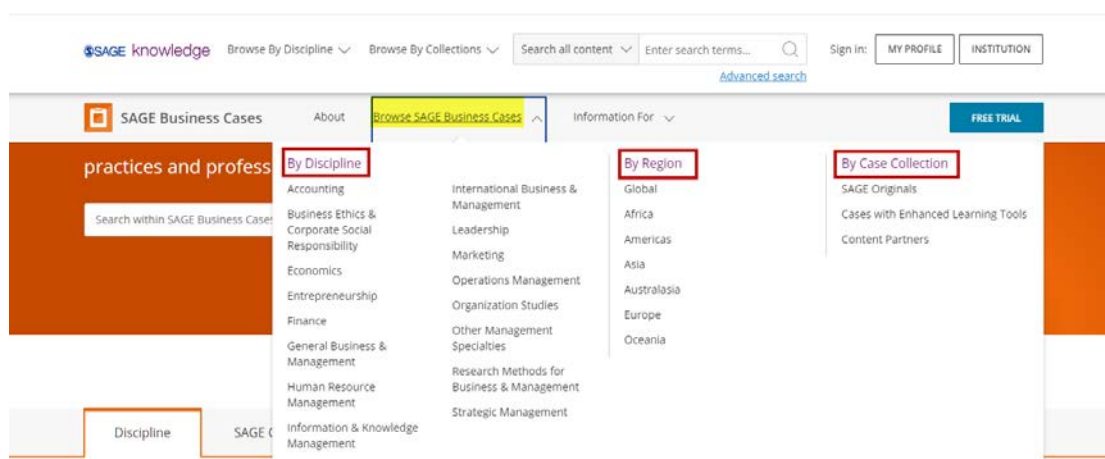 SAGE knowledge
Browse By Discipline
Browse By Collections
Search all content
Enter search terms...
Sign in:
MY PROFILE
INSTITUTION
Advanced search
SAGE Business Cases
About
Browse SAGE Business Cases
Information For
FREE TRIAL
practices and profess
Search within SAGE Business Case
By Discipline
Accounting
Business Ethics &
Corporate Social
Responsibility
Economics
Entrepreneurship
Finance
General Business &
Management
Human Resource
Management
Information & Knowledge
Management
International Business &
Management
Leadership
Marketing
Operations Management
Organization Studies
Other Management
Specialties
Research Methods for
Business & Management
Strategic Management
By Region
Global
Africa
Americas
Asia
Australasia
Europe
Oceania
By Case Collection
SAGE Originals
Cases with Enhanced Learning Tools
Content Partners
Discipline
SAGE